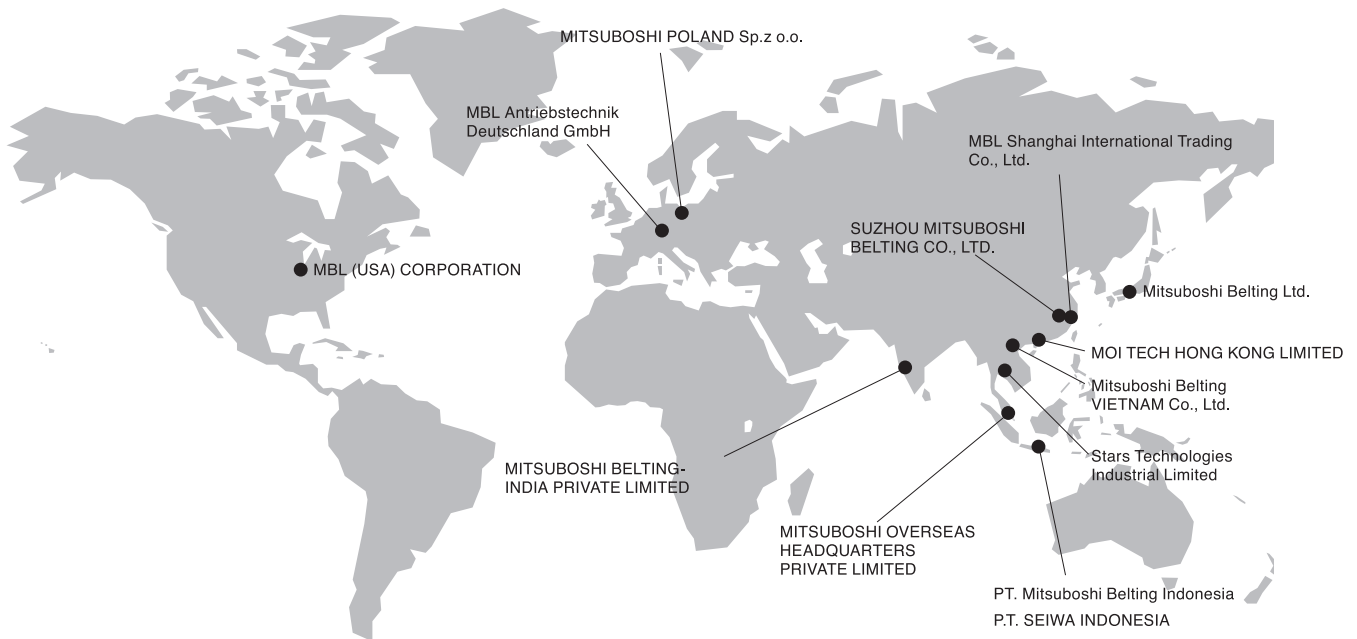 MITSUBOSHI POLAND Sp.z o.o.
MBL Antriebstechnik
Deutschland GmbH
MBL Shanghai International Trading
Co., Ltd.
SUZHOU MITSUBOSHI
BELTING CO., LTD.
MBL (USA) CORPORATION
Mitsuboshi Belting Ltd.
MOI TECH HONG KONG LIMITED
Mitsuboshi Belting
VIETNAM Co., Ltd.
Stars Technologies
Industrial Limited
MITSUBOSHI BELTING-
INDIA PRIVATE LIMITED
MITSUBOSHI OVERSEAS
HEADQUARTERS
PRIVATE LIMITED
PT. Mitsuboshi Belting Indonesia
P.T. SEIWA INDONESIA